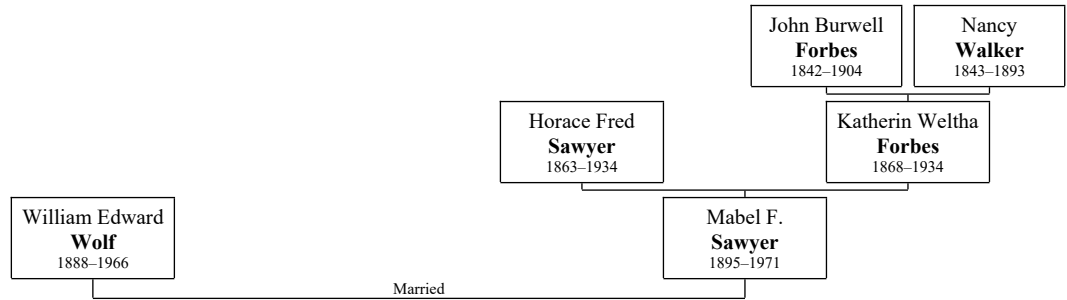 John Burwell
Forbes
1842–1904
Nancy
Walker
1843–1893
Horace Fred
Sawyer
1863–1934
Katherin Weltha
Forbes
1868–1934
William Edward
Wolf
1888–1966
Mabel F.
Sawyer
1895–1971
Married